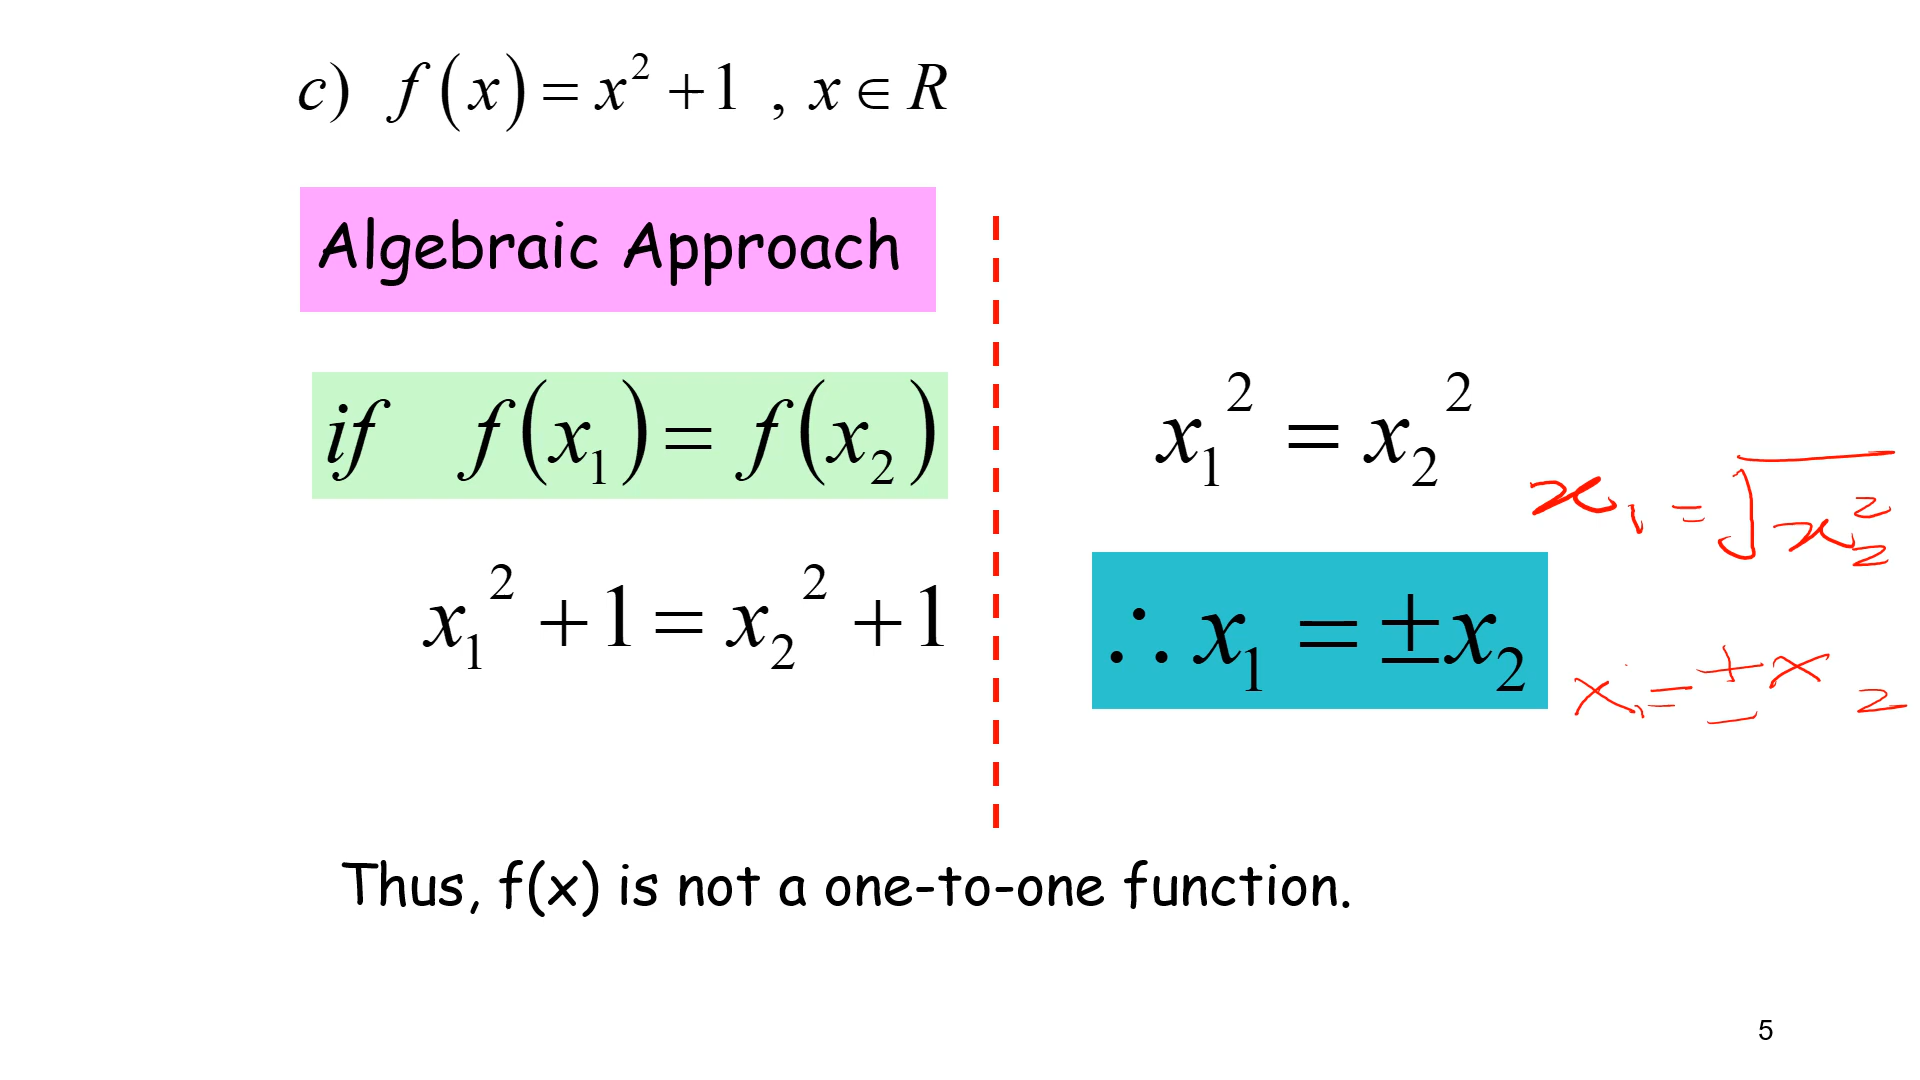 c) f(x) = x² + 1 , x ∈ R
Algebraic Approach
if f(x₁) = f(x₂)
x₁² + 1 = x₂² + 1
x₁² = x₂²
x₁ = √x₂²
∴ x₁ = ±x₂
x₁ = ±x₂
Thus, f(x) is not a one-to-one function.
5